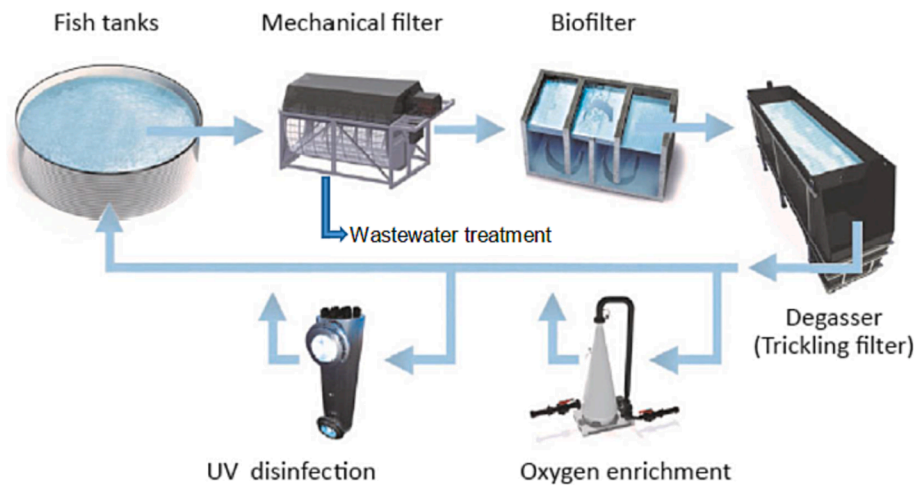 Fish tanks
Mechanical filter
Biofilter
Wastewater treatment
Degasser
(Trickling filter)
UV disinfection
Oxygen enrichment